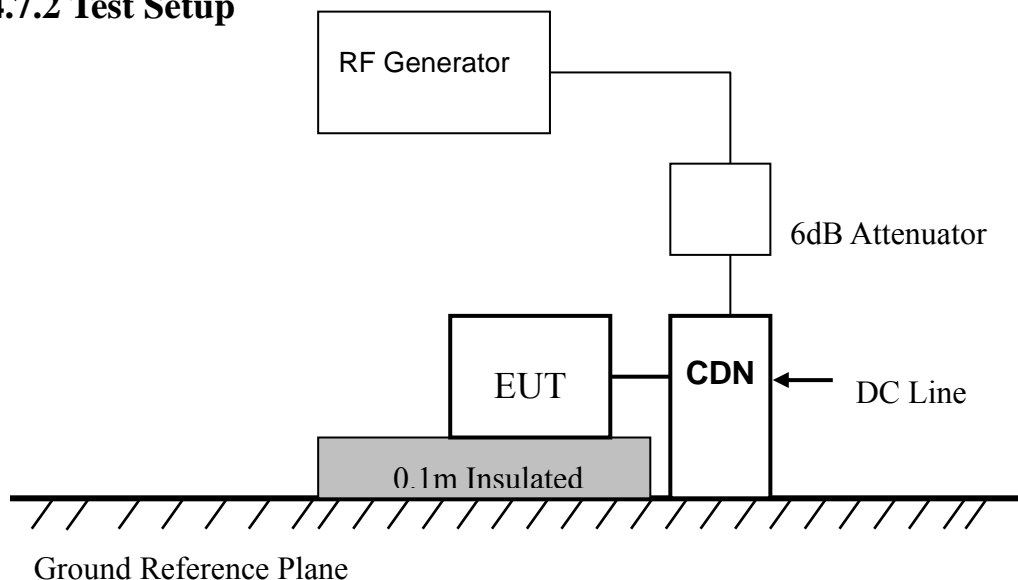 4.7.2 Test Setup
RF Generator
6dB Attenuator
EUT
CDN
DC Line
0.1m Insulated
Ground Reference Plane